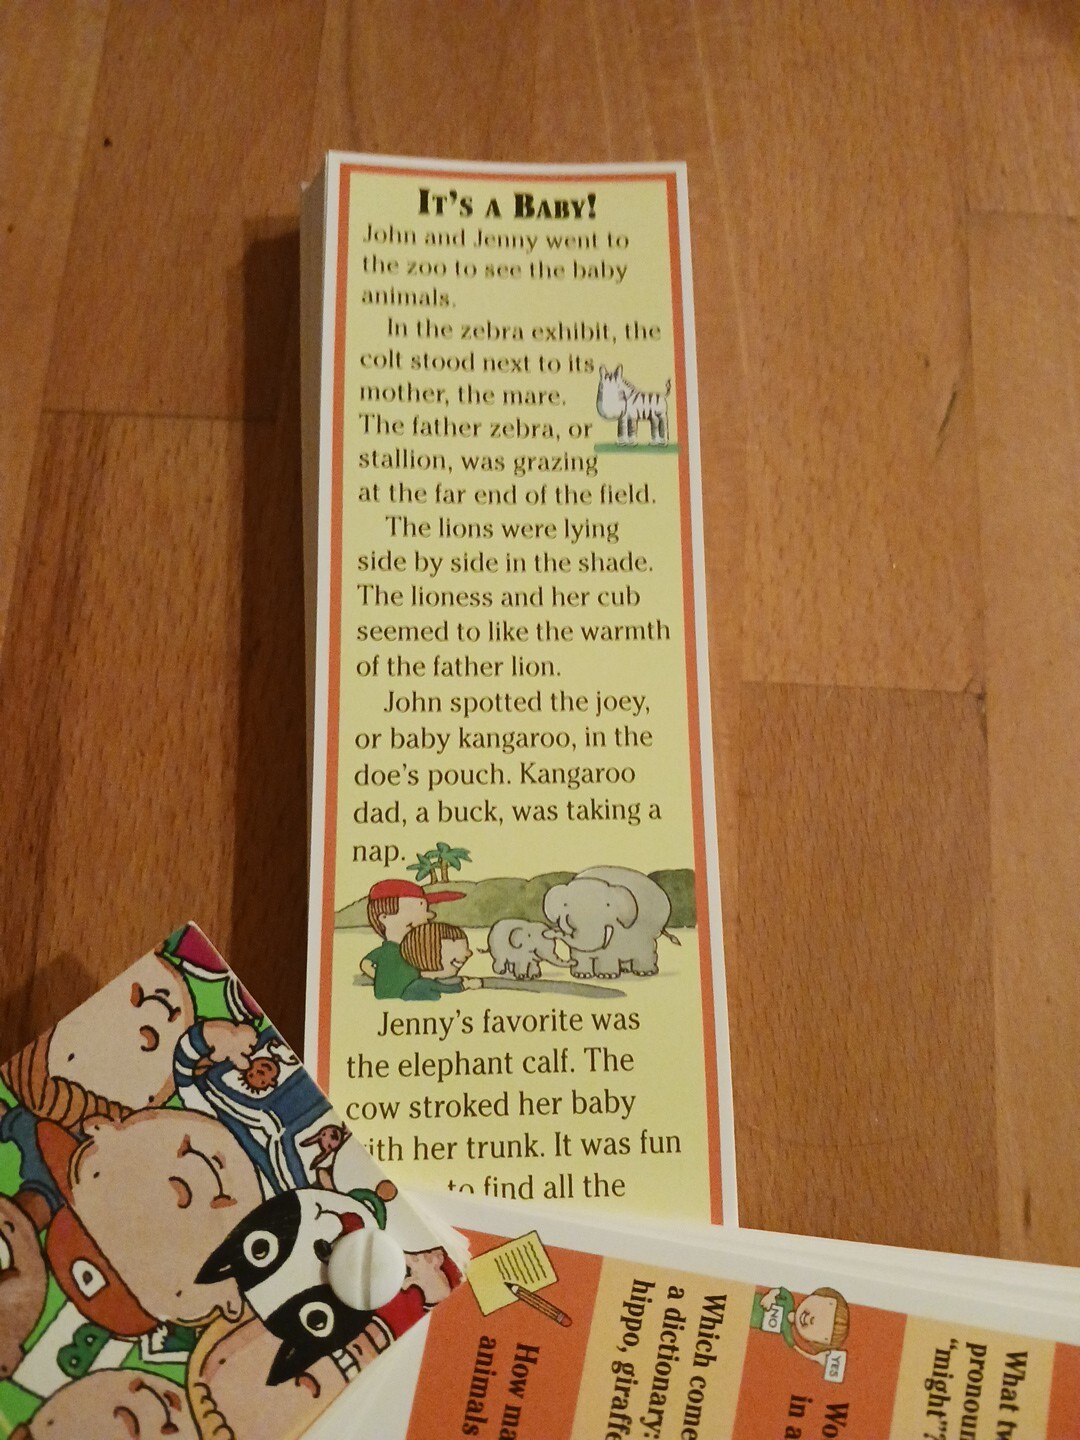 IT'S A BABY!
John and Jenny went to
the zoo to see the baby
animals.
In the zebra exhibit, the
colt stood next to its
mother, the mare.
The father zebra, or
stallion, was grazing
at the far end of the field.
The lions were lying
side by side in the shade.
The lioness and her cub
seemed to like the warmth
of the father lion.
John spotted the joey,
or baby kangaroo, in the
doe's pouch. Kangaroo
dad, a buck, was taking a
nap.
Jenny's favorite was
the elephant calf. The
cow stroked her baby
with her trunk. It was fun
to find all the
D
B
How
animals
Which
a dictionary:
hippo,
NO
YES
in a
What
"might"?